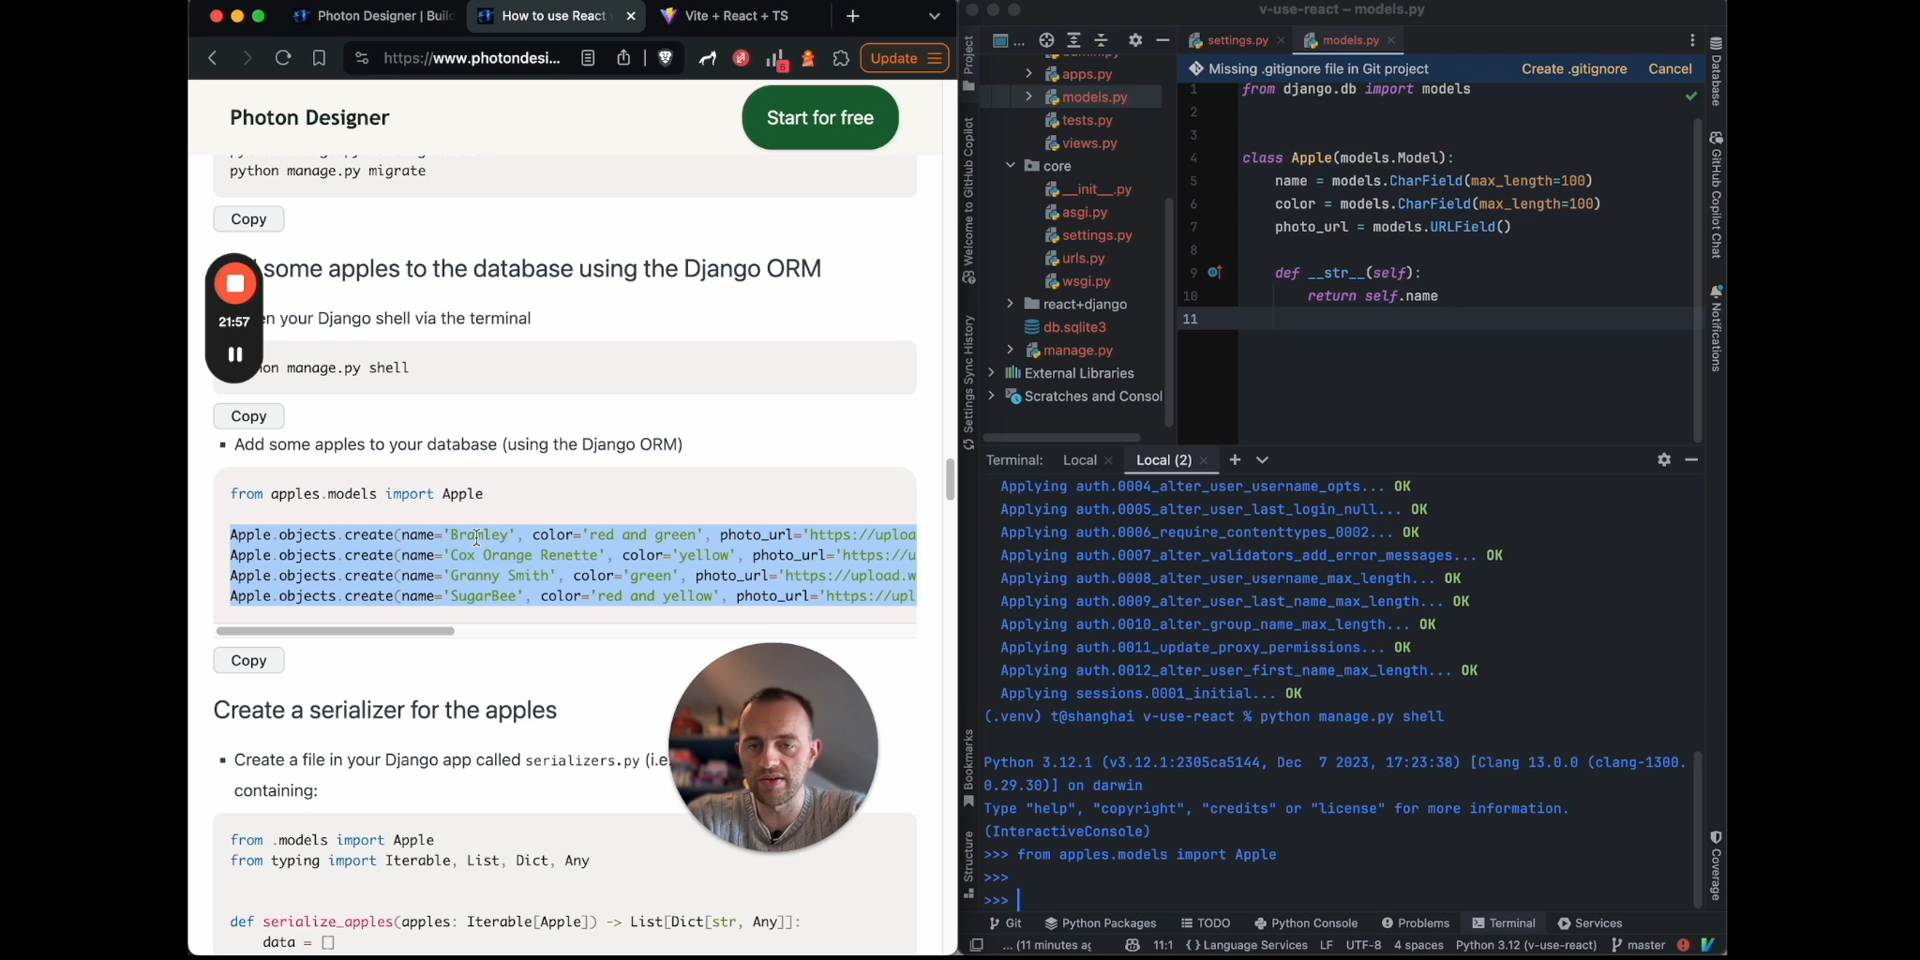 Photon Designer | Buil
How to use React
Vite + React + TS
https://www.photondesi...
Update
Photon Designer
Start for free
python manage.py migrate
Copy
some apples to the database using the Django ORM
21:57
en your Django shell via the terminal
on manage.py shell
Copy
Add some apples to your database (using the Django ORM)
from apples.models import Apple
Apple.objects.create(name='Bramley', color='red and green', photo_url='https://uploa
Apple.objects.create(name='Cox Orange Renette', color='yellow', photo_url='https://u
Apple.objects.create(name='Granny Smith', color='green', photo_url='https://upload.w
Apple.objects.create(name='SugarBee', color='red and yellow', photo_url='https://upl
Copy
Create a serializer for the apples
Create a file in your Django app called serializers.py (i.e.
containing:
from .models import Apple
from typing import Iterable, List, Dict, Any
def serialize_apples(apples: Iterable[Apple]) -> List[Dict[str, Any]]:
data = []
v-use-react – models.py
Project
...
settings.py
models.py
Missing .gitignore file in Git project
Create .gitignore
Cancel
apps.py
models.py
tests.py
views.py
core
__init__.py
asgi.py
settings.py
urls.py
wsgi.py
react+django
db.sqlite3
manage.py
External Libraries
Scratches and Consol
1 from django.db import models
2
3
4 class Apple(models.Model):
5 name = models.CharField(max_length=100)
6 color = models.CharField(max_length=100)
7 photo_url = models.URLField()
8
9 def __str__(self):
10 return self.name
11
Welcome to GitHub Copilot
Settings Sync History
Bookmarks
Structure
Database
GitHub Copilot Chat
Notifications
Coverage
Terminal:
Local
Local (2)
Applying auth.0004_alter_user_username_opts... OK
Applying auth.0005_alter_user_last_login_null... OK
Applying auth.0006_require_contenttypes_0002... OK
Applying auth.0007_alter_validators_add_error_messages... OK
Applying auth.0008_alter_user_username_max_length... OK
Applying auth.0009_alter_user_last_name_max_length... OK
Applying auth.0010_alter_group_name_max_length... OK
Applying auth.0011_update_proxy_permissions... OK
Applying auth.0012_alter_user_first_name_max_length... OK
Applying sessions.0001_initial... OK
(.venv) t@shanghai v-use-react % python manage.py shell
Python 3.12.1 (v3.12.1:2305ca5144, Dec 7 2023, 17:23:38) [Clang 13.0.0 (clang-1300.
0.29.30)] on darwin
Type "help", "copyright", "credits" or "license" for more information.
(InteractiveConsole)
>>> from apples.models import Apple
>>>
>>>
Git
Python Packages
TODO
Python Console
Problems
Terminal
Services
... (11 minutes ag
11:1
{ } Language Services
LF
UTF-8
4 spaces
Python 3.12 (v-use-react)
master